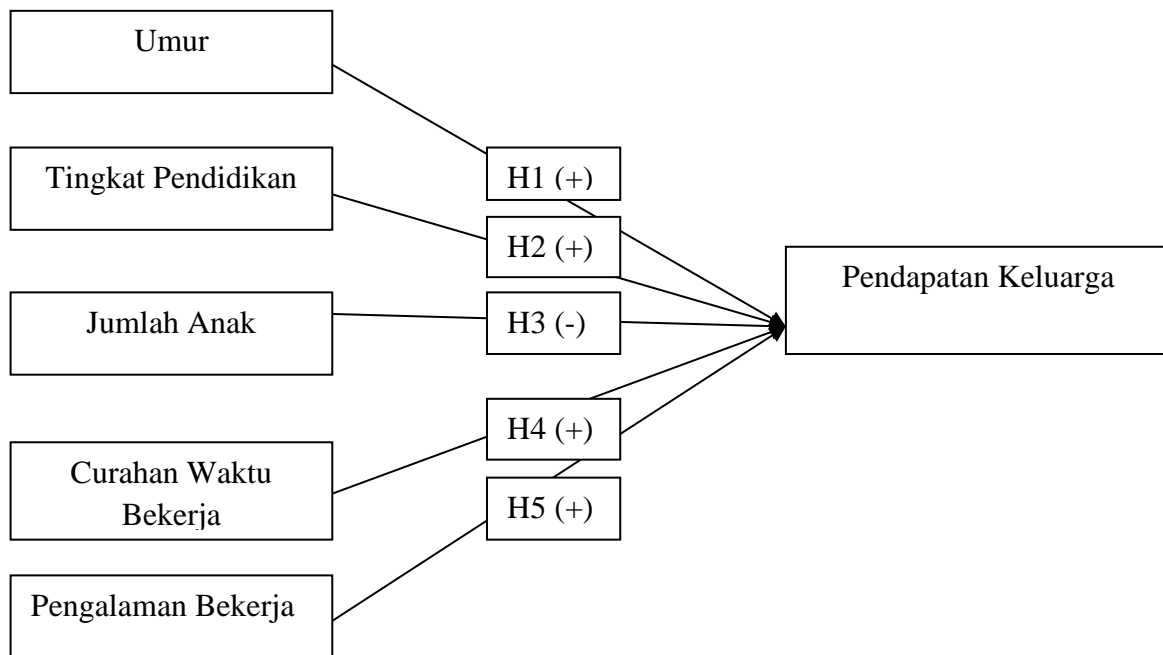 Umur
Tingkat Pendidikan
Jumlah Anak
Curahan Waktu
Bekerja
Pengalaman Bekerja
H1 (+)
H2 (+)
H3 (-)
H4 (+)
H5 (+)
Pendapatan Keluarga